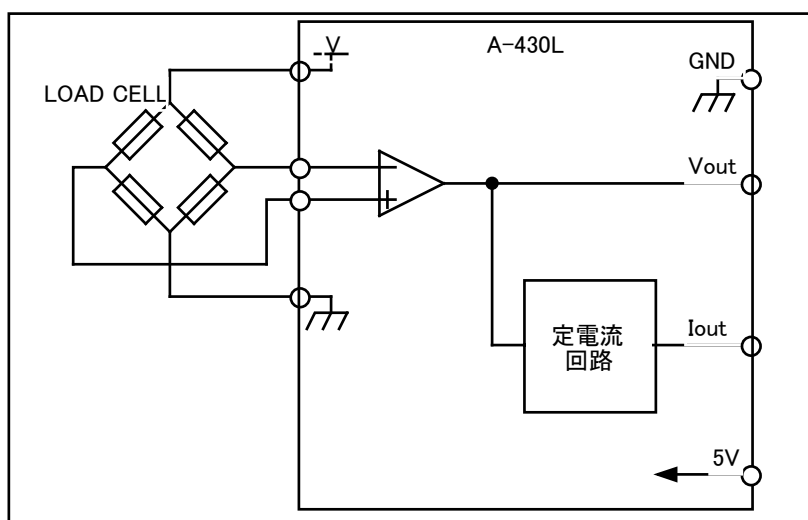 A-430L
-V
GND
LOAD CELL
Vout
定電流
回路
Iout
5V